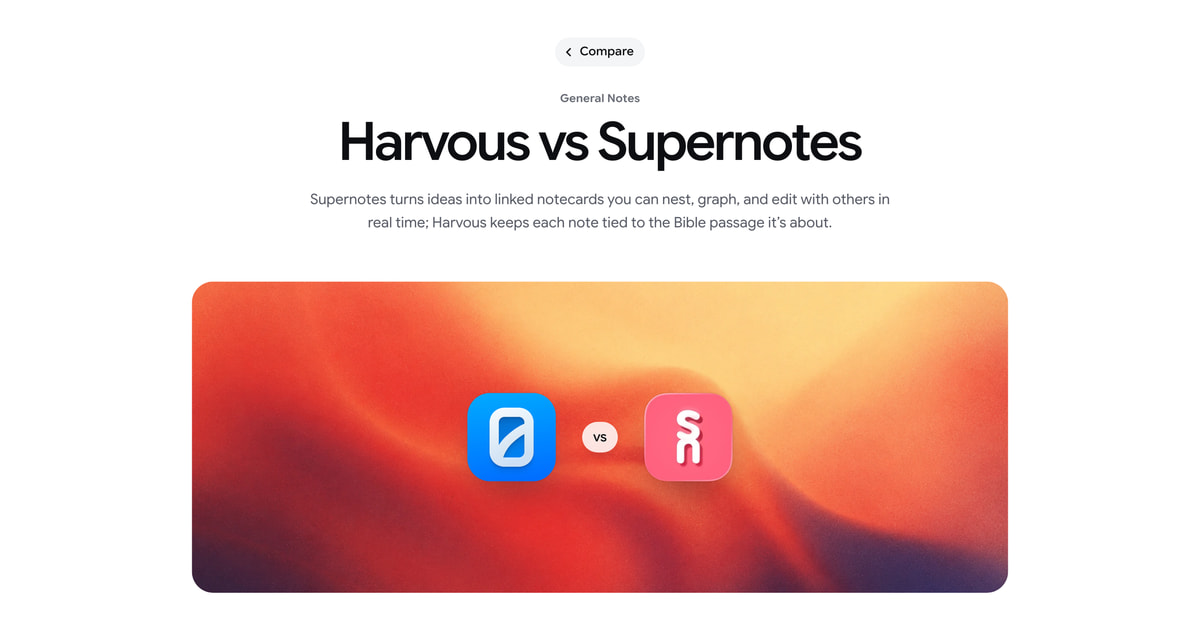 Compare
General Notes
Harvous vs Supernotes
Supernotes turns ideas into linked notecards you can nest, graph, and edit with others in
real time; Harvous keeps each note tied to the Bible passage it’s about.
vs
sn